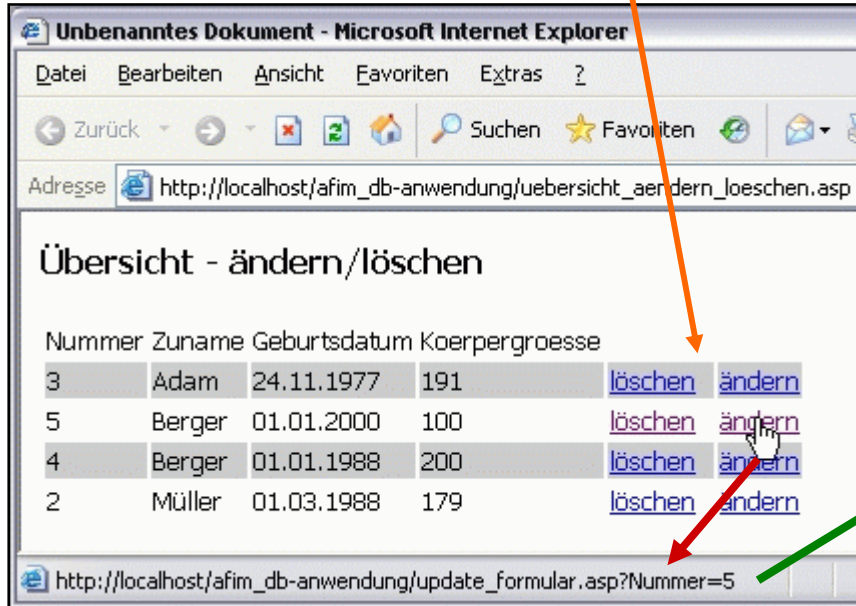 Unbenanntes Dokument - Microsoft Internet Explorer
Datei Bearbeiten Ansicht Favoriten Extras ?
Zurück Suchen Favoriten
Adresse http://localhost/afim_db-anwendung/uebersicht_aendern_loeschen.asp
Übersicht - ändern/löschen
Nummer Zuname Geburtsdatum Koerpergroesse
3 Adam 24.11.1977 191 löschen ändern
5 Berger 01.01.2000 100 löschen ändern
4 Berger 01.01.1988 200 löschen ändern
2 Müller 01.03.1988 179 löschen ändern
http://localhost/afim_db-anwendung/update_formular.asp?Nummer=5